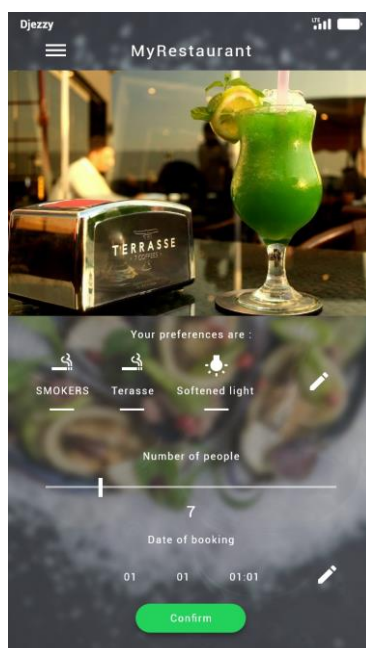 Djezzy LTE
MyRestaurant
TERRASSE
Your preferences are :
SMOKERS Terasse Softened light
Number of people
7
Date of booking
01 01 01:01
Confirm